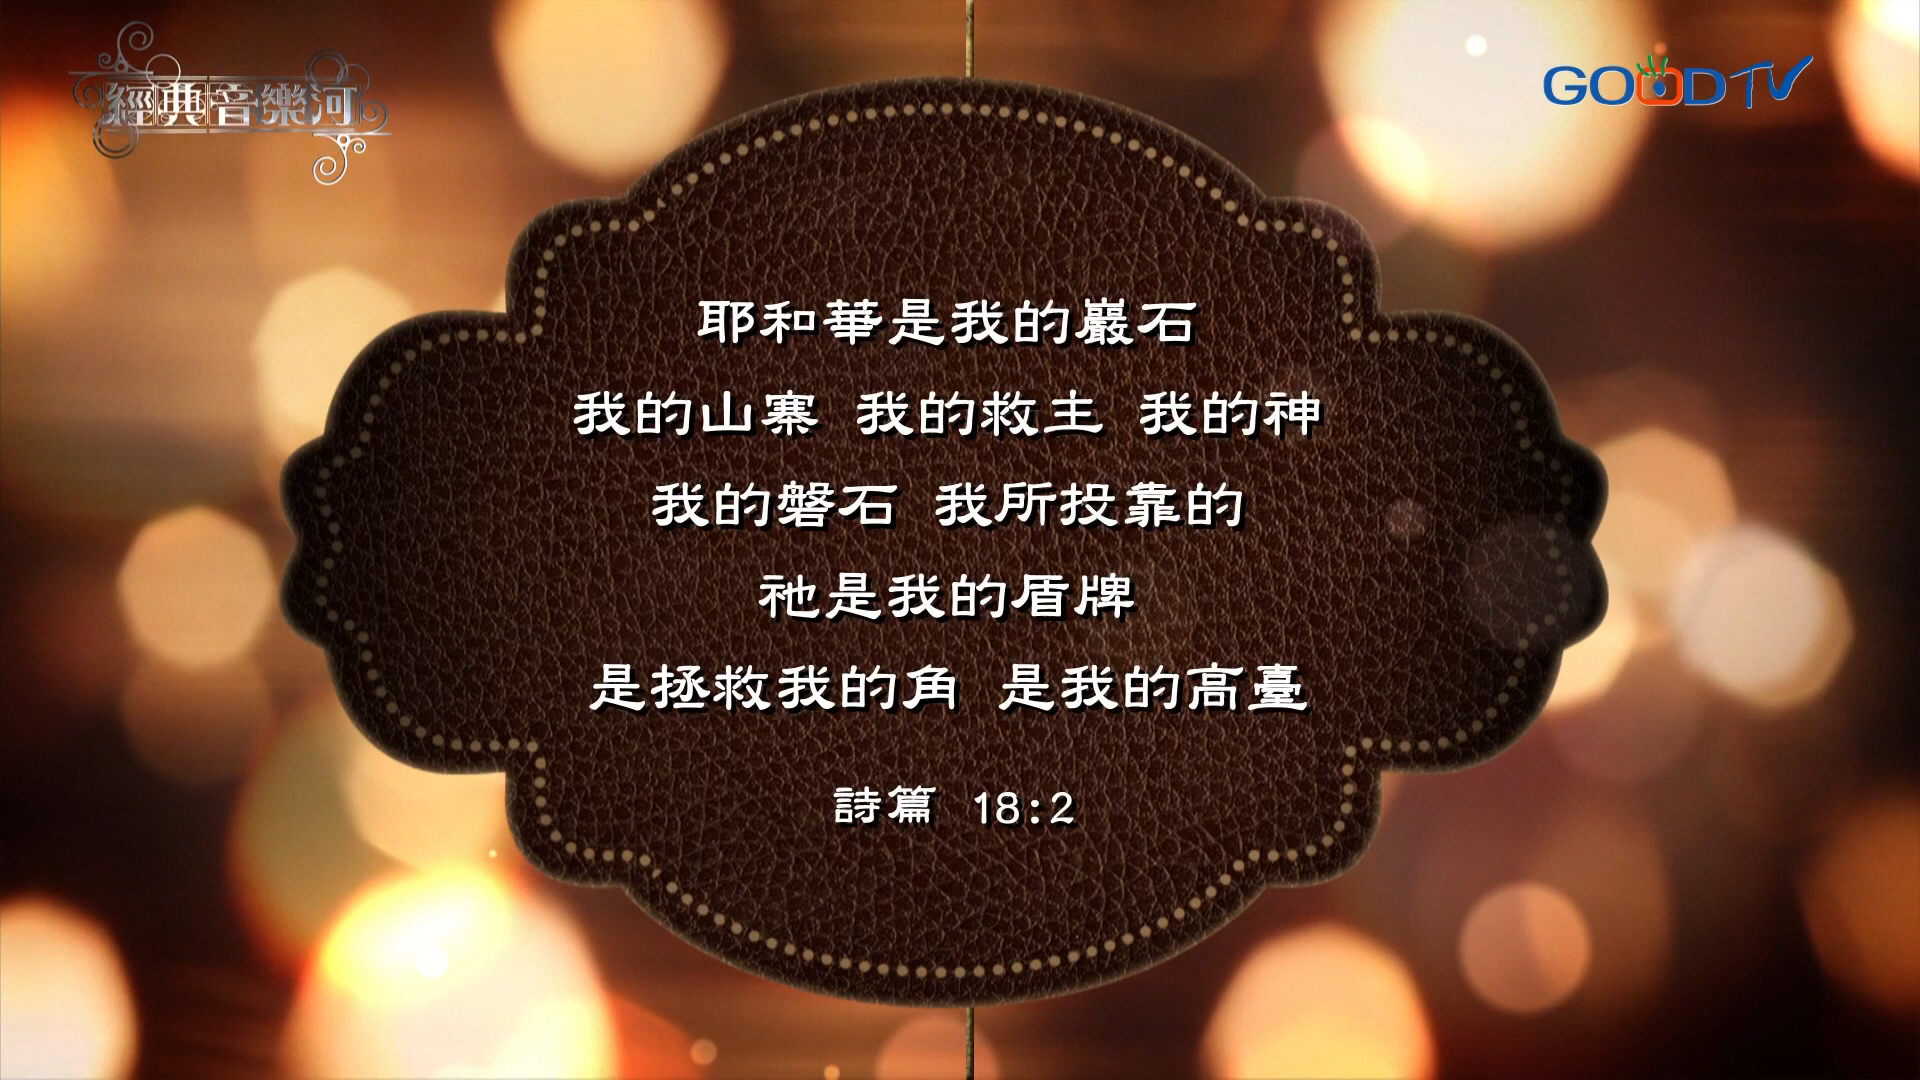 經典音樂河
GOODTV
耶和華是我的巖石
我的山寨 我的救主 我的神
我的磐石 我所投靠的
祂是我的盾牌
是拯救我的角 是我的高臺
詩篇 18:2